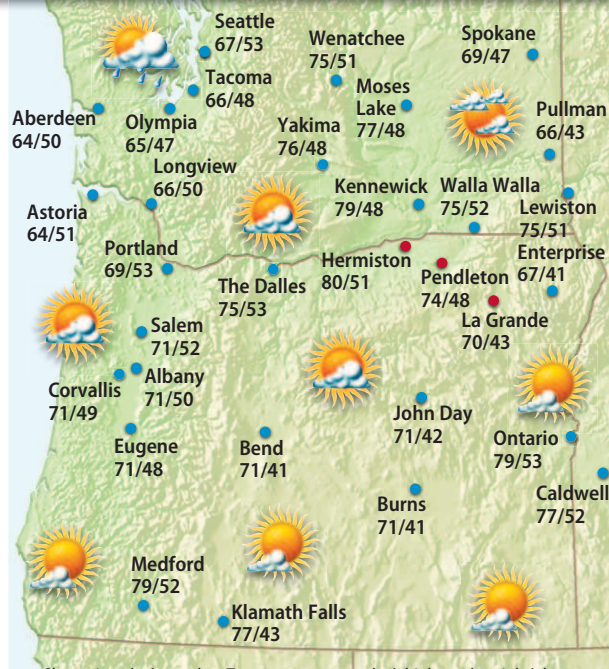 Seattle
67/53
Wenatchee
75/51
Spokane
69/47
Tacoma
66/48
Moses
Lake
77/48
Aberdeen
64/50
Olympia
65/47
Yakima
76/48
Pullman
66/43
Longview
66/50
Kennewick
79/48
Walla Walla
75/52
Lewiston
75/51
Astoria
64/51
Portland
69/53
The Dalles
75/53
Hermiston
80/51
Pendleton
74/48
Enterprise
67/41
La Grande
70/43
Salem
71/52
Albany
71/50
Corvallis
71/49
Eugene
71/48
Bend
71/41
John Day
71/42
Ontario
79/53
Caldwell
77/52
Burns
71/41
Medford
79/52
Klamath Falls
77/43